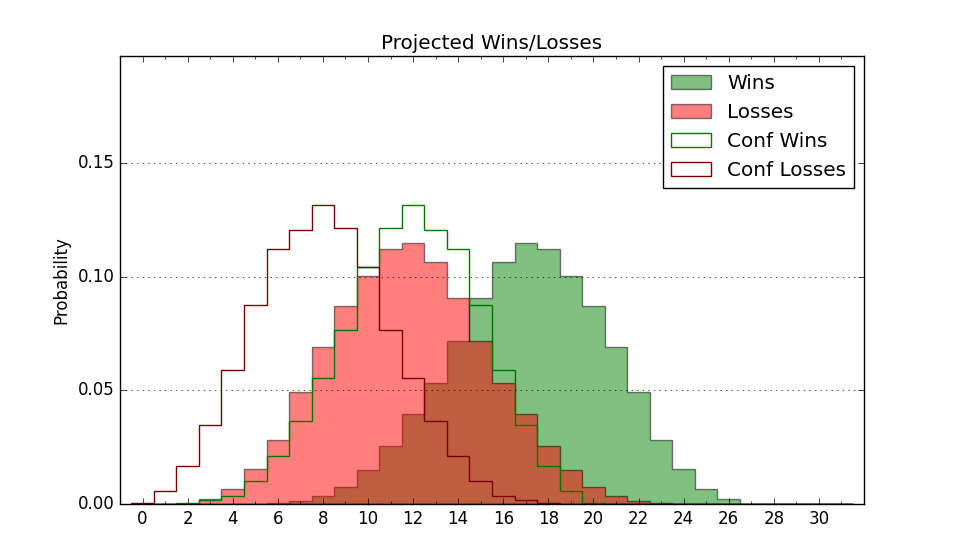 Projected Wins/Losses
Wins
Losses
Conf Wins
Conf Losses
Probability
0.15
0.10
0.05
0.00
0 2 4 6 8 10 12 14 16 18 20 22 24 26 28 30